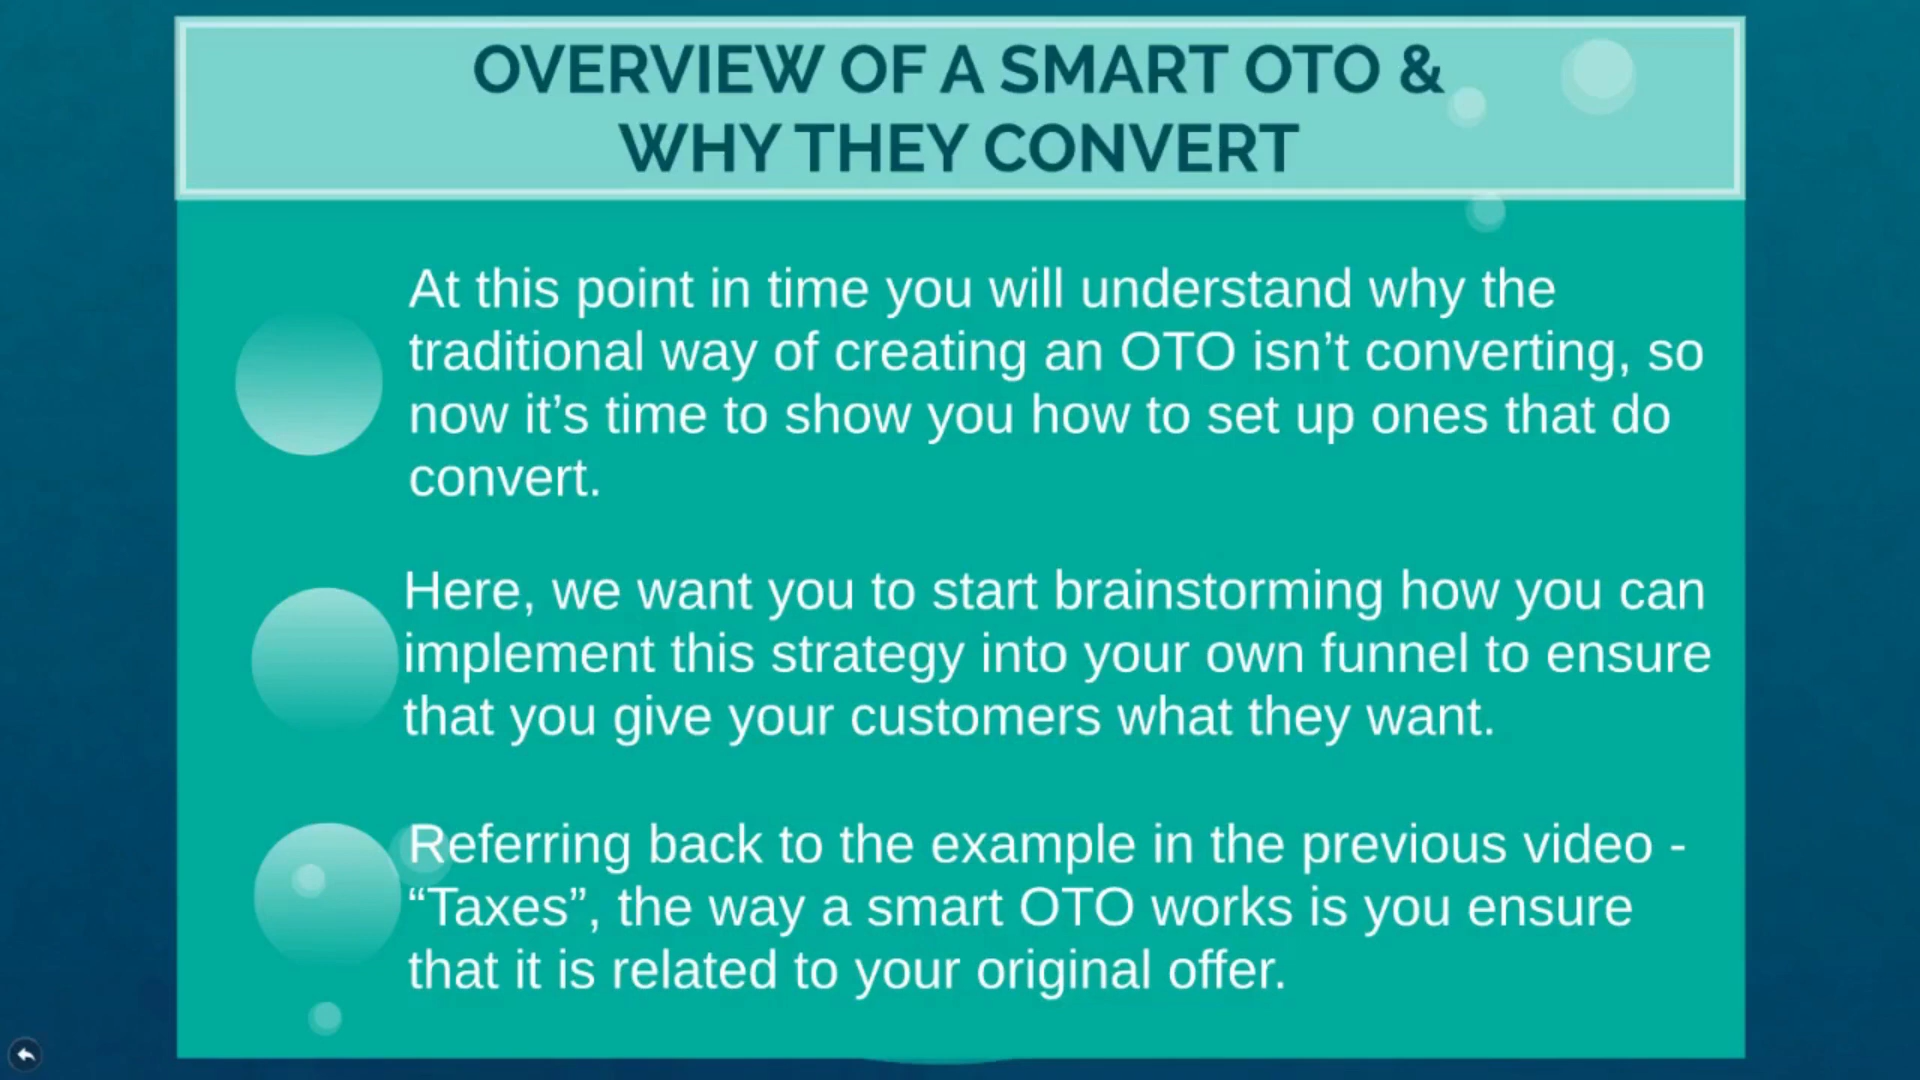 OVERVIEW OF A SMART OTO &
WHY THEY CONVERT
At this point in time you will understand why the
traditional way of creating an OTO isn’t converting, so
now it’s time to show you how to set up ones that do
convert.
Here, we want you to start brainstorming how you can
implement this strategy into your own funnel to ensure
that you give your customers what they want.
Referring back to the example in the previous video -
“Taxes”, the way a smart OTO works is you ensure
that it is related to your original offer.